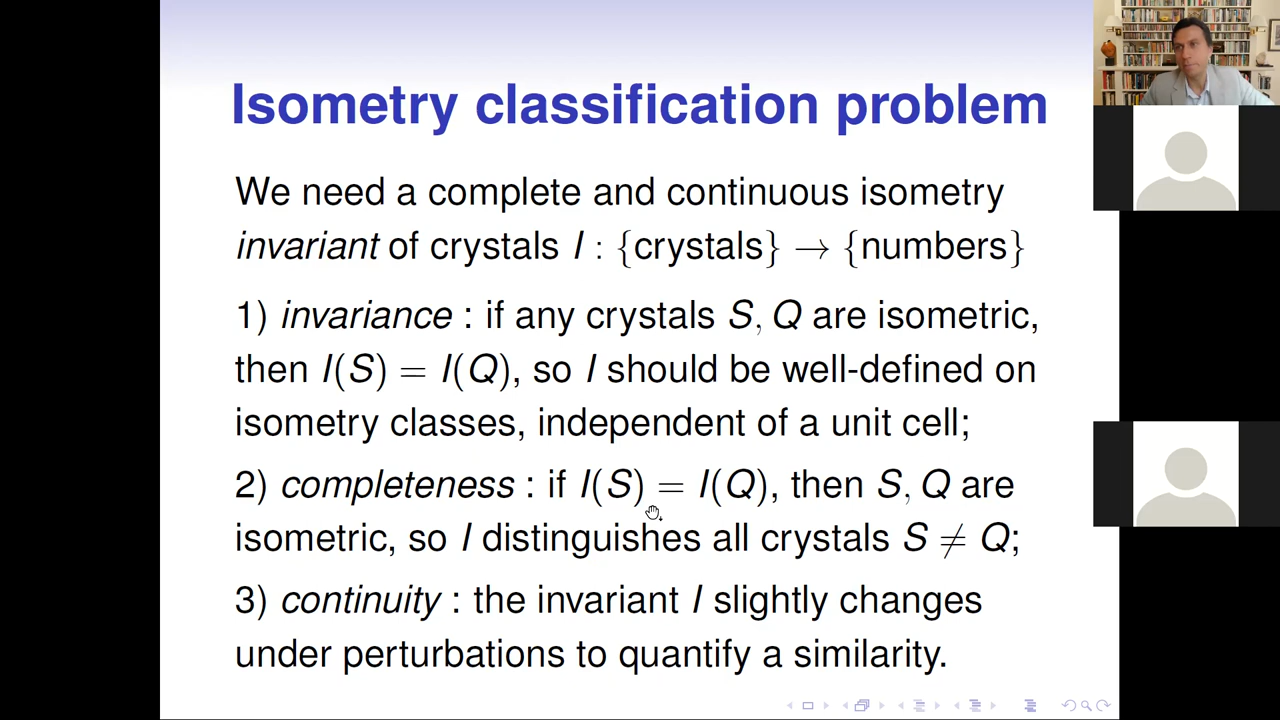 Isometry classification problem
We need a complete and continuous isometry
invariant of crystals I : {crystals} → {numbers}
1) invariance : if any crystals S, Q are isometric,
then I(S) = I(Q), so I should be well-defined on
isometry classes, independent of a unit cell;
2) completeness : if I(S) = I(Q), then S, Q are
isometric, so I distinguishes all crystals S ≠ Q;
3) continuity : the invariant I slightly changes
under perturbations to quantify a similarity.